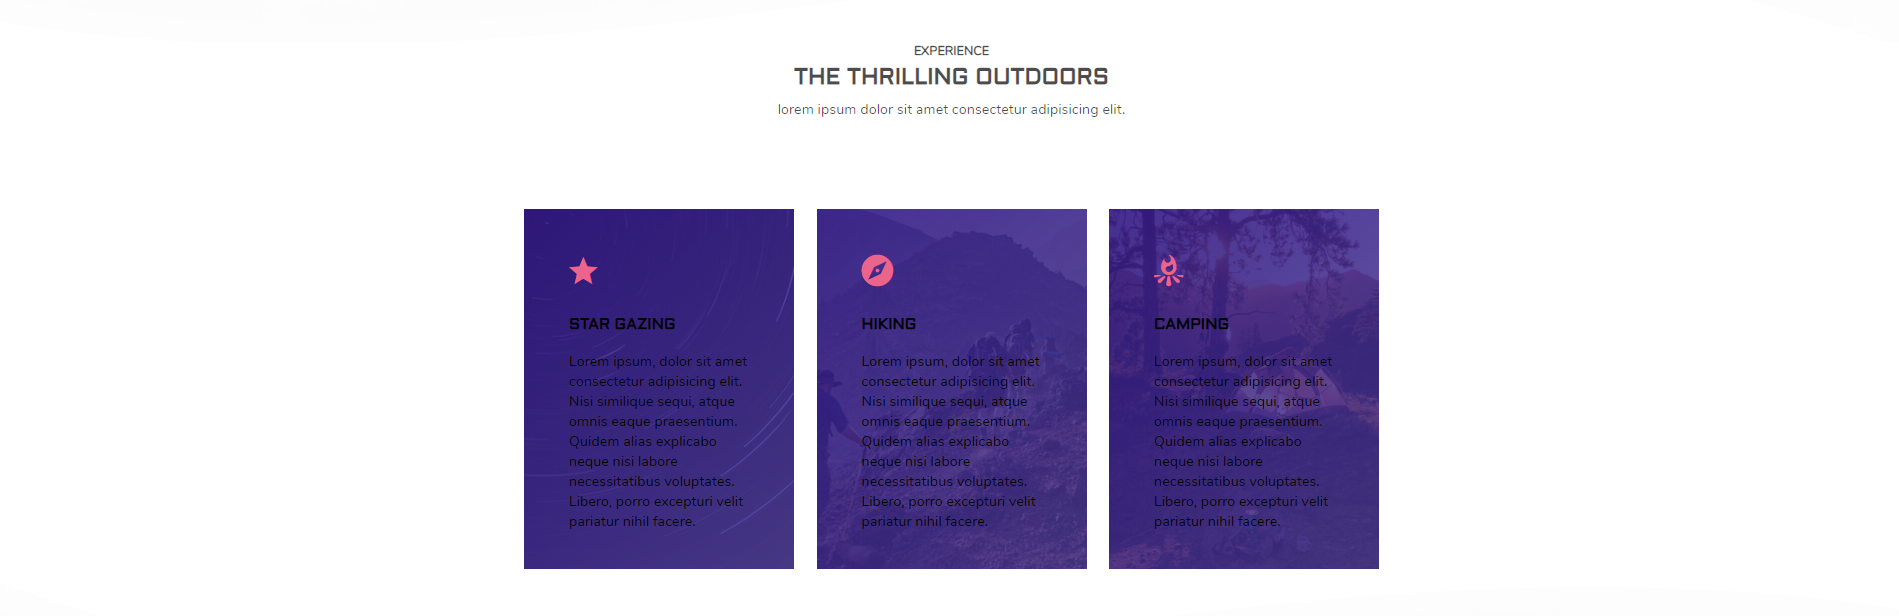 EXPERIENCE
THE THRILLING OUTDOORS
lorem ipsum dolor sit amet consectetur adipisicing elit.
STAR GAZING
Lorem ipsum, dolor sit amet
consectetur adipisicing elit.
Nisi similique sequi, atque
omnis eaque praesentium.
Quidem alias explicabo
neque nisi labore
necessitatibus voluptates.
Libero, porro excepturi velit
pariatur nihil facere.
HIKING
Lorem ipsum, dolor sit amet
consectetur adipisicing elit.
Nisi similique sequi, atque
omnis eaque praesentium.
Quidem alias explicabo
neque nisi labore
necessitatibus voluptates.
Libero, porro excepturi velit
pariatur nihil facere.
CAMPING
Lorem ipsum, dolor sit amet
consectetur adipisicing elit.
Nisi similique sequi, atque
omnis eaque praesentium.
Quidem alias explicabo
neque nisi labore
necessitatibus voluptates.
Libero, porro excepturi velit
pariatur nihil facere.